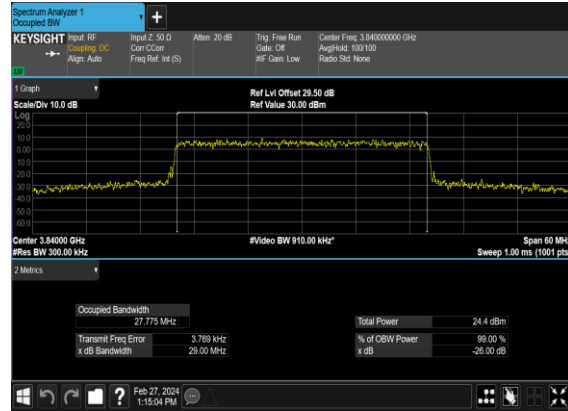 Spectrum Analyzer 1
Occupied BW
+
KEYSIGHT Input: RF Input Z: 50 Ω Atten: 20 dB Trig: Free Run Center Freq: 3.840000000 GHz
Coupling: DC Corr CCorr Gate: Off Avg|Hold: 100/100
Align: Auto Freq Ref: Int (S) #IF Gain: Low Radio Std: None
1 Graph
Ref Lvl Offset 29.50 dB
Scale/Div 10.0 dB Ref Value 30.00 dBm
Log
20.0
10.0
0.00
-10.0
-20.0
-30.0
-40.0
-50.0
-60.0
Center 3.84000 GHz #Video BW 910.00 kHz* Span 60 MHz
#Res BW 300.00 kHz Sweep 1.00 ms (1001 pts
2 Metrics
Occupied Bandwidth
27.775 MHz Total Power 24.4 dBm
Transmit Freq Error 3.769 kHz % of OBW Power 99.00 %
x dB Bandwidth 29.00 MHz x dB -26.00 dB
? Feb 27, 2024
1:15:04 PM